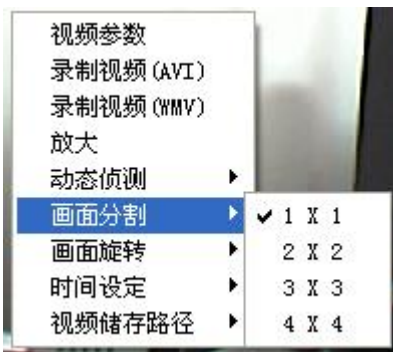 视频参数
录制视频(AVI)
录制视频(WMV)
放大
动态侦测
画面分割
1 X 1
画面旋转
2 X 2
时间设定
3 X 3
视频储存路径
4 X 4